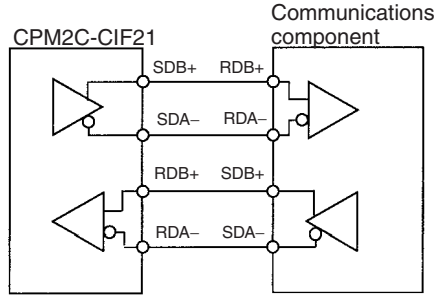 Communications
component
CPM2C-CIF21
SDB+ RDB+
SDA− RDA−
RDB+ SDB+
RDA− SDA−